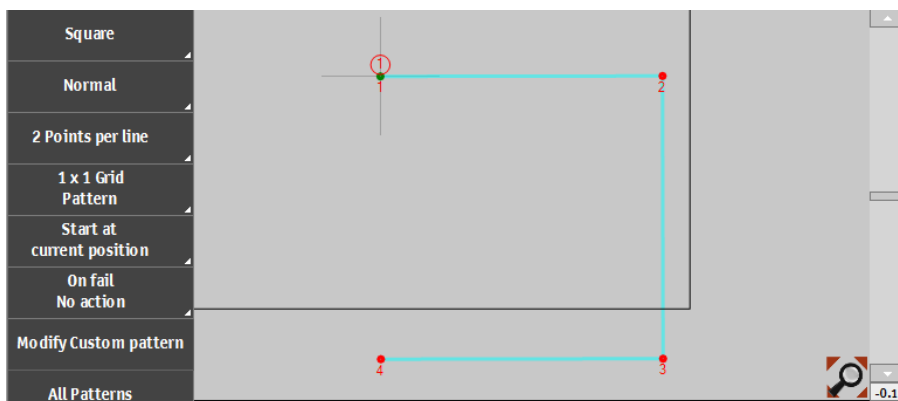 Square
Normal
2 Points per line
1 x 1 Grid
Pattern
Start at
current position
On fail
No action
Modify Custom pattern
All Patterns
1
1
2
4
3
-0.1